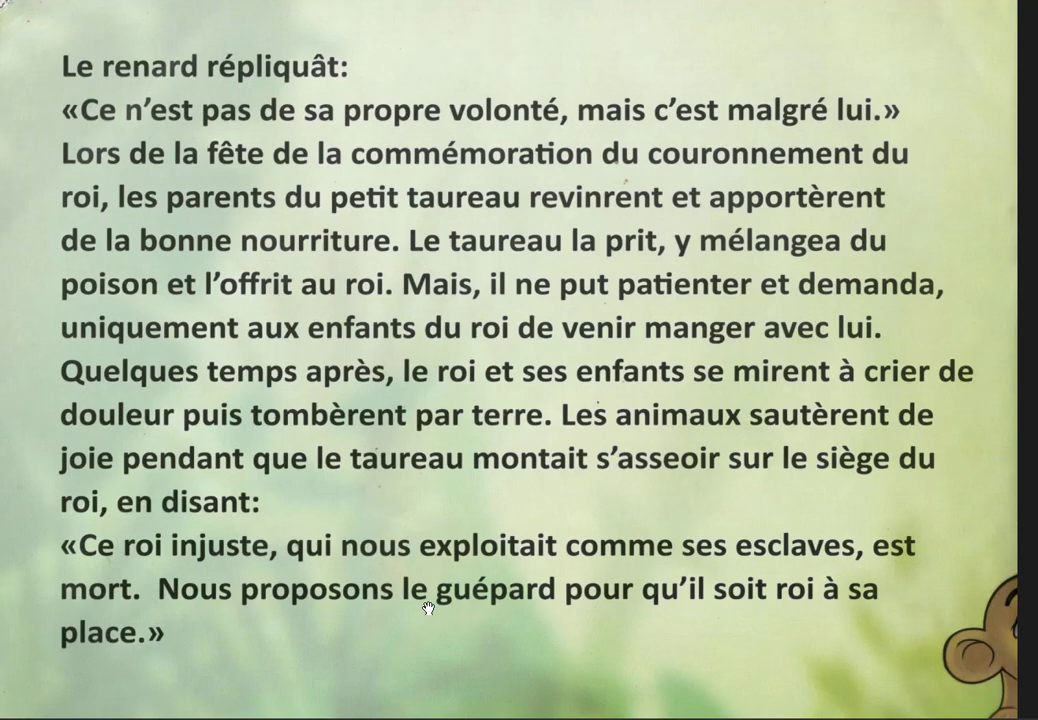 Le renard répliquât:
«Ce n’est pas de sa propre volonté, mais c’est malgré lui.»
Lors de la fête de la commémoration du couronnement du
roi, les parents du petit taureau revinrent et apportèrent
de la bonne nourriture. Le taureau la prit, y mélangea du
poison et l’offrit au roi. Mais, il ne put patienter et demanda,
uniquement aux enfants du roi de venir manger avec lui.
Quelques temps après, le roi et ses enfants se mirent à crier de
douleur puis tombèrent par terre. Les animaux sautèrent de
joie pendant que le taureau montait s’asseoir sur le siège du
roi, en disant:
«Ce roi injuste, qui nous exploitait comme ses esclaves, est
mort.  Nous proposons le guépard pour qu’il soit roi à sa
place.»